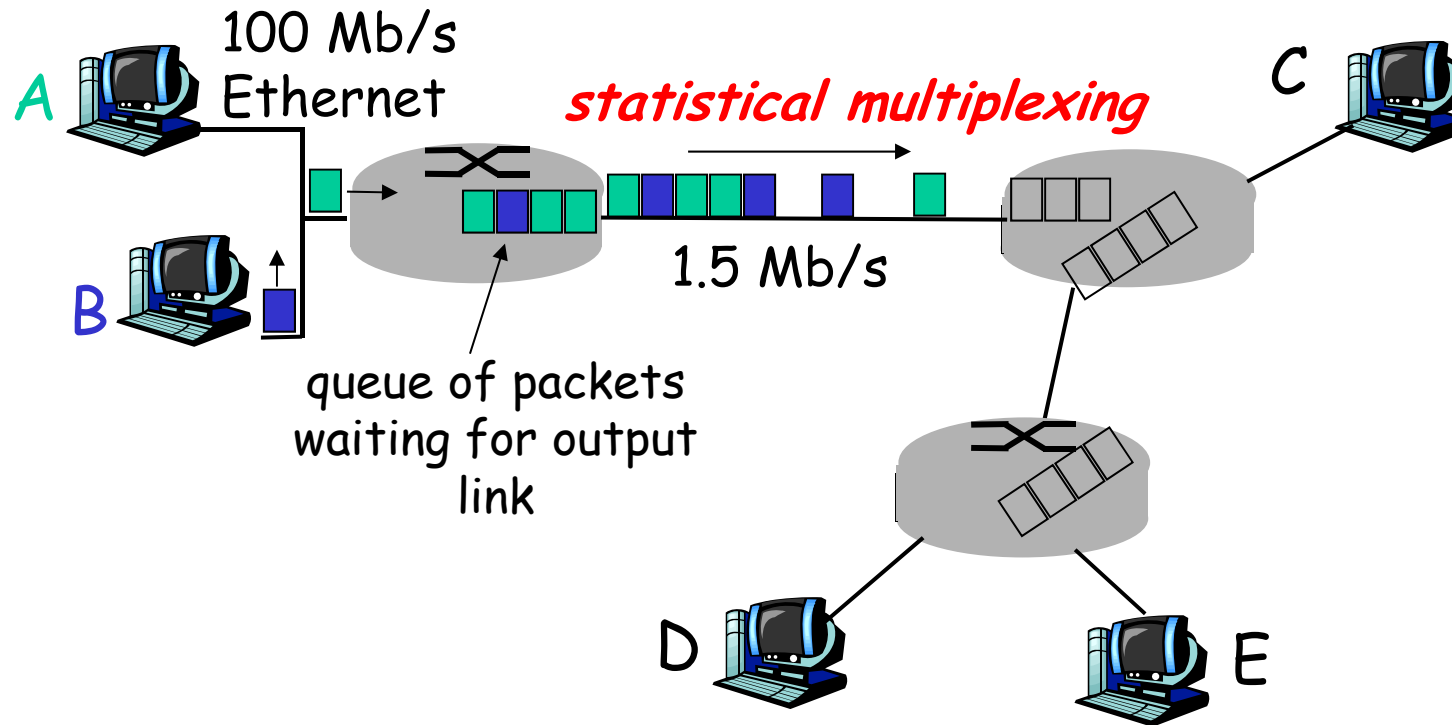 100 Mb/s
Ethernet
A
statistical multiplexing
C
B
1.5 Mb/s
queue of packets
waiting for output
link
D
E